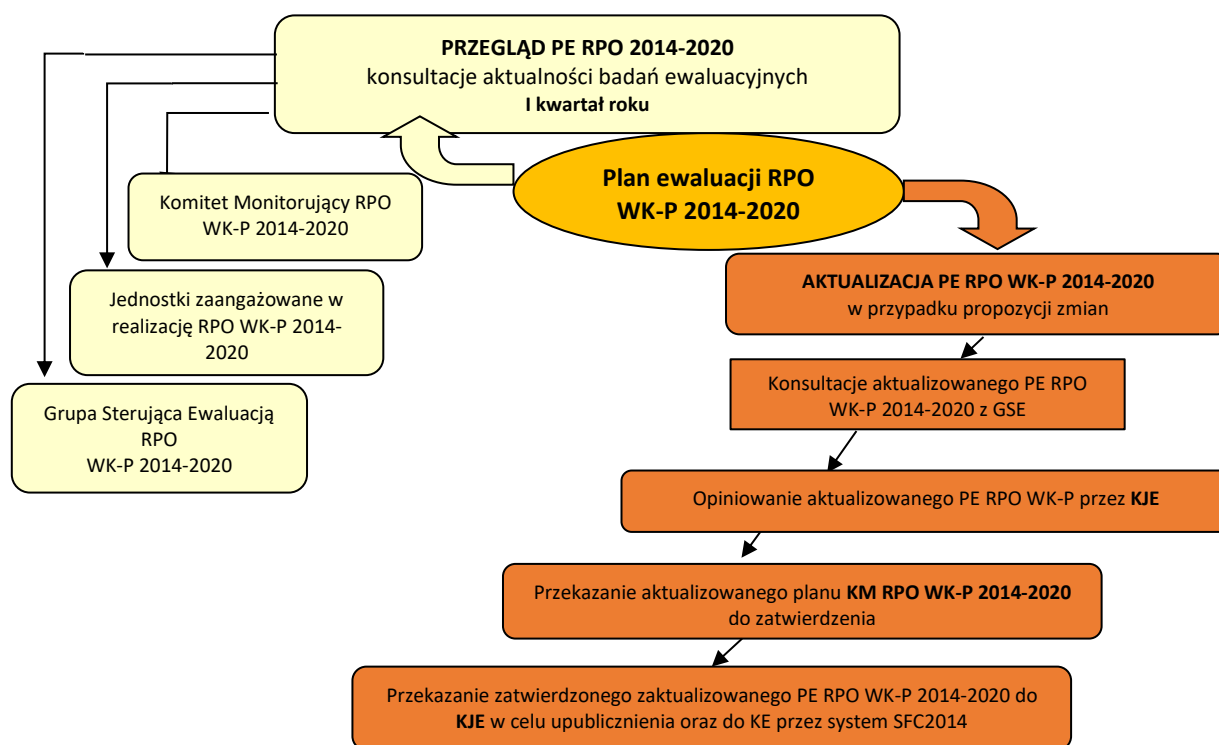 PRZEGLĄD PE RPO 2014-2020
konsultacje aktualności badań ewaluacyjnych
I kwartał roku
Plan ewaluacji RPO
WK-P 2014-2020
Komitet Monitorujący RPO
WK-P 2014-2020
Jednostki zaangażowane w
realizację RPO WK-P 2014-
2020
Grupa Sterująca Ewaluacją
RPO
WK-P 2014-2020
AKTUALIZACJA PE RPO WK-P 2014-2020
w przypadku propozycji zmian
Konsultacje aktualizowanego PE RPO
WK-P 2014-2020 z GSE
Opiniowanie aktualizowanego PE RPO WK-P przez KJE
Przekazanie aktualizowanego planu KM RPO WK-P 2014-2020
do zatwierdzenia
Przekazanie zatwierdzonego zaktualizowanego PE RPO WK-P 2014-2020 do
KJE w celu upublicznienia oraz do KE przez system SFC2014